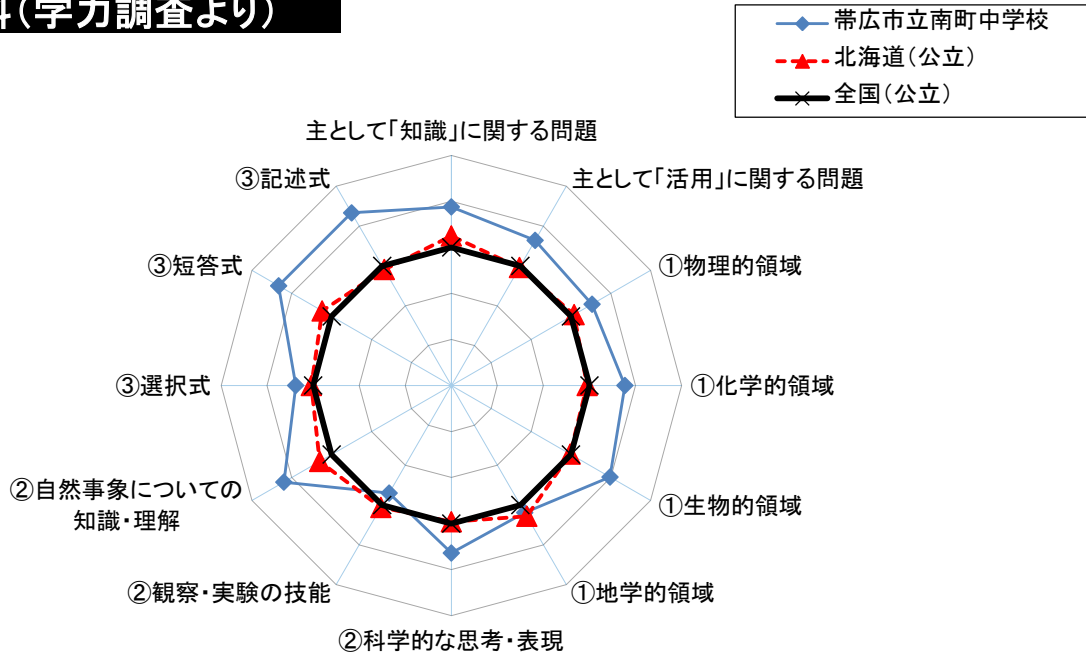 (学力調査より)
帯広市立南町中学校
北海道(公立)
全国(公立)
主として「知識」に関する問題
主として「活用」に関する問題
①物理的領域
①化学的領域
①生物的領域
①地学的領域
②科学的な思考・表現
②観察・実験の技能
②自然事象についての
知識・理解
③選択式
③短答式
③記述式